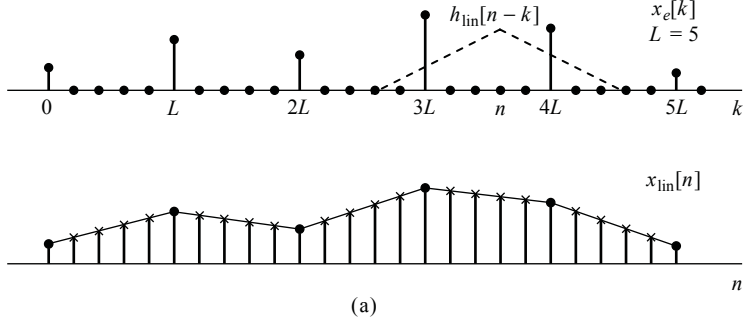 h_lin[n − k]
x_e[k]
L = 5
0 L 2L 3L n 4L 5L k
x_lin[n]
n
(a)